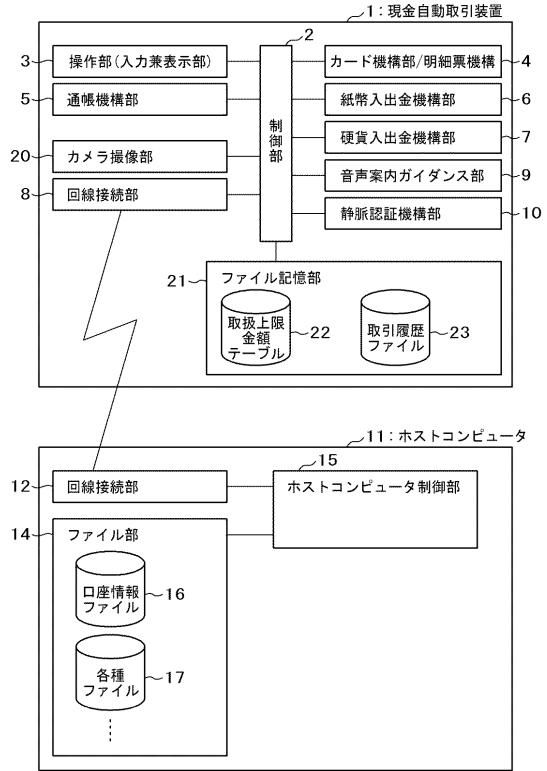 1：現金自動取引装置
2
3
操作部（入力兼表示部）
カード機構部/明細票機構
4
5
通帳機構部
紙幣入出金機構部
6
制御部
硬貨入出金機構部
7
20
カメラ撮像部
音声案内ガイダンス部
9
8
回線接続部
静脈認証機構部
10
21
ファイル記憶部
取扱上限
金額
テーブル
22
取引履歴
ファイル
23
11：ホストコンピュータ
15
12
回線接続部
ホストコンピュータ制御部
14
ファイル部
口座情報
ファイル
16
各種
ファイル
17